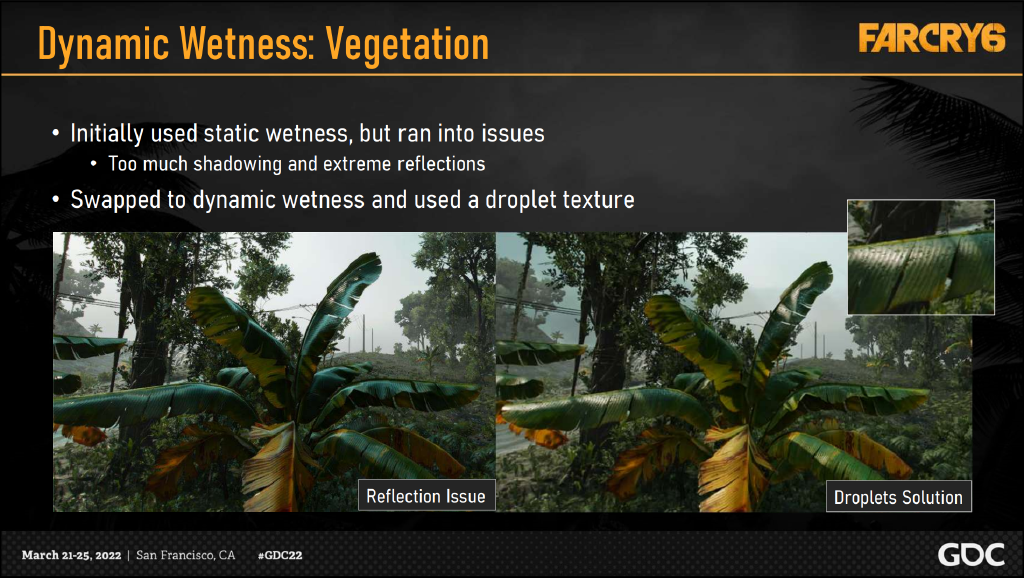 Dynamic Wetness: Vegetation
FARCRY6
• Initially used static wetness, but ran into issues
• Too much shadowing and extreme reflections
• Swapped to dynamic wetness and used a droplet texture
Reflection Issue
Droplets Solution
March 21-25, 2022 | San Francisco, CA #GDC22
GDC